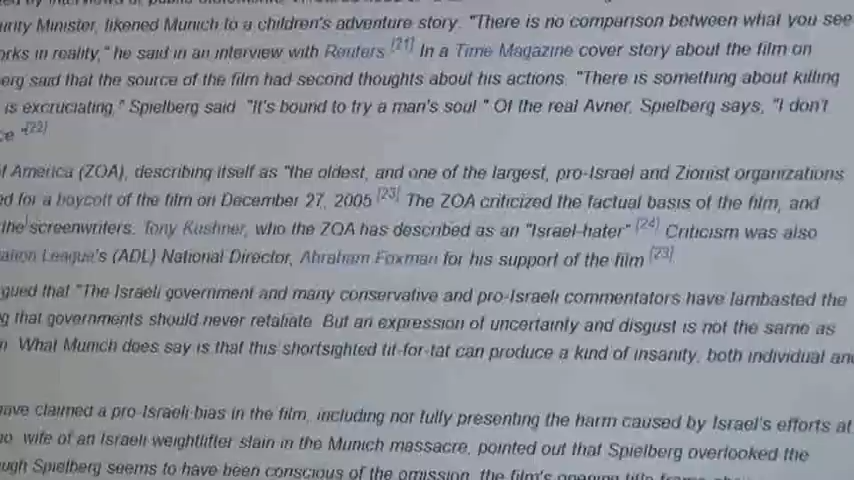 urity Minister, likened Munich to a children's adventure story. "There is no comparison between what you see
orks in reality," he said in an interview with Reuters.[21] In a Time Magazine cover story about the film on
erg said that the source of the film had second thoughts about his actions. "There is something about killing
is excruciating," Spielberg said. "It's bound to try a man's soul." Of the real Avner, Spielberg says, "I don't
ce."[22]
f America (ZOA), describing itself as "the oldest, and one of the largest, pro-Israel and Zionist organizations
ed for a boycott of the film on December 27, 2005.[23] The ZOA criticized the factual basis of the film, and
the screenwriters, Tony Kushner, who the ZOA has described as an "Israel-hater".[24] Criticism was also
ation League's (ADL) National Director, Abraham Foxman for his support of the film.[23]
gued that "The Israeli government and many conservative and pro-Israeli commentators have lambasted the
g that governments should never retaliate. But an expression of uncertainty and disgust is not the same as
n. What Munich does say is that this shortsighted tit-for-tat can produce a kind of insanity, both individual and
ave claimed a pro-Israeli bias in the film, including not fully presenting the harm caused by Israel's efforts at
no, wife of an Israeli weightlifter slain in the Munich massacre, pointed out that Spielberg overlooked the
ugh Spielberg seems to have been conscious of the omission, the film's opening title frame